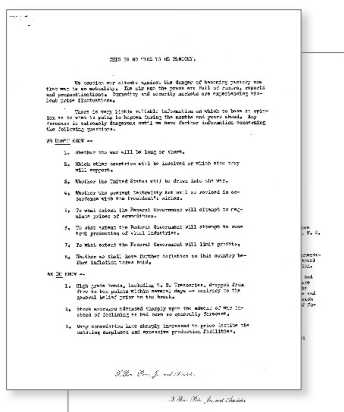 THIS IS NO TIME TO BE PANICKY.
We caution our clients against the danger of becoming panicky now
that war is an actuality. The air and the press are full of rumors, reports
and prognostications. Commodity and security markets are experiencing vio-
lent price fluctuations.
There is very little reliable information on which to base an opin-
ion as to what is going to happen during the months and years ahead. Any
forecast is extremely dangerous until we have further information concerning
the following questions.
WE DON'T KNOW --
1. Whether the war will be long or short.
2. Which other countries will be involved or which side they
will support.
3. Whether the United States will be drawn into the war.
4. Whether the present Neutrality Act will be revised in ac-
cordance with the President's wishes.
5. To what extent the Federal Government will attempt to reg-
ulate prices of commodities.
6. To what extent the Federal Government will attempt to con-
trol production of vital industries.
7. To what extent the Federal Government will limit profits.
8. Whether we shall have further inflation in this country be-
fore deflation takes hold.
WE DO KNOW --
1. High grade bonds, including U. S. Treasuries, dropped from
five to ten points within several days -- contrary to the
general belief prior to the break.
2. Stock averages advanced sharply upon the advent of war in-
stead of declining as had been so generally forecast.
3. Many commodities have sharply increased in price despite the
existing surpluses and excessive production facilities.